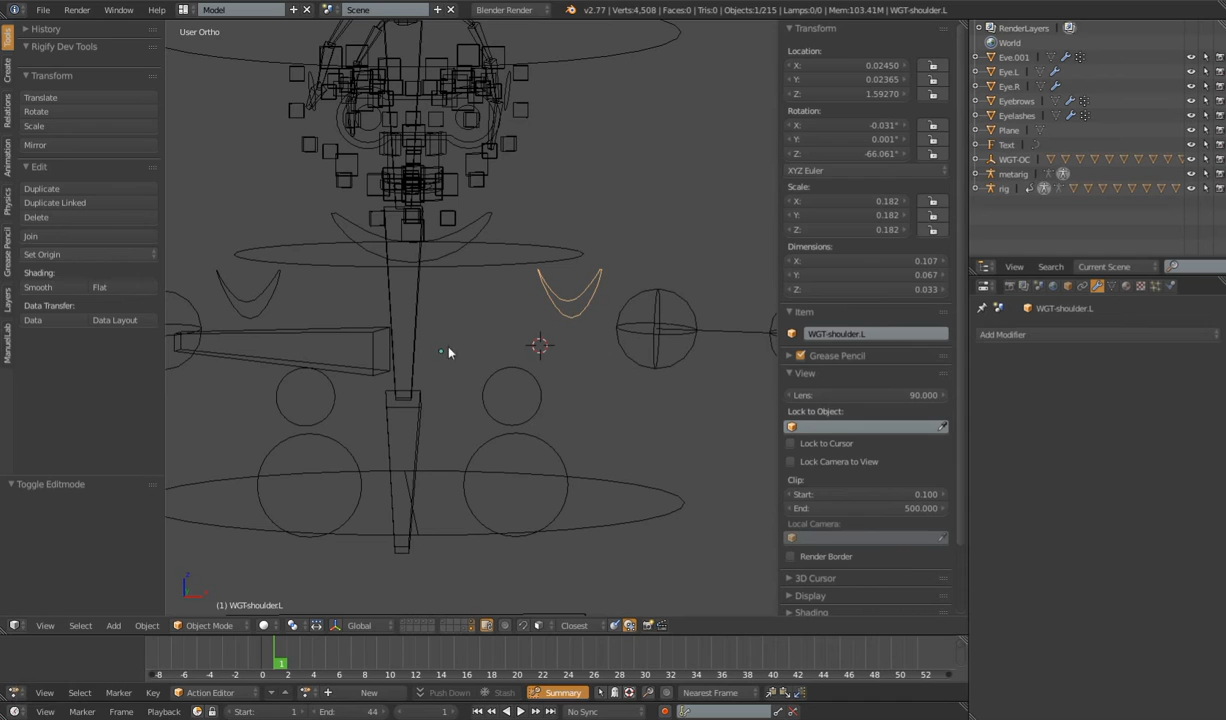 File Render Window Help Model Scene Blender Render v2.77 | Verts:4,508 | Faces:0 | Tris:0 | Objects:1/215 | Lamps:0/0 | Mem:103.41M | WGT-shoulder.L
Tools
Create
Relations
Animation
Physics
Grease Pencil
Layers
ManuelLab
History
Rigify Dev Tools
Transform
Translate
Rotate
Scale
Mirror
Edit
Duplicate
Duplicate Linked
Delete
Join
Set Origin
Shading:
Smooth Flat
Data Transfer:
Data Data Layout
Toggle Editmode
User Ortho
(1) WGT-shoulder.L
Transform
Location:
X: 0.02450
Y: 0.02365
Z: 1.59270
Rotation:
X: -0.031°
Y: 0.001°
Z: -66.061°
XYZ Euler
Scale:
X: 0.182
Y: 0.182
Z: 0.182
Dimensions:
X: 0.107
Y: 0.067
Z: 0.033
Item
WGT-shoulder.L
Grease Pencil
View
Lens: 90.000
Lock to Object:
Lock to Cursor
Lock Camera to View
Clip:
Start: 0.100
End: 500.000
Local Camera:
Render Border
3D Cursor
Display
Shading
RenderLayers
World
Eye.001
Eye.L
Eye.R
Eyebrows
Eyelashes
Plane
Text
WGT-OC
metarig
rig
View Search Current Scene
WGT-shoulder.L
Add Modifier
View Select Add Object Object Mode Global Closest
-8 -6 -4 -2 0 2 4 6 8 10 12 14 16 18 20 22 24 26 28 30 32 34 36 38 40 42 44 46 48 50 52
1
View Select Marker Key Action Editor New Push Down Stash Summary Nearest Frame
View Marker Frame Playback Start: 1 End: 44 1 No Sync